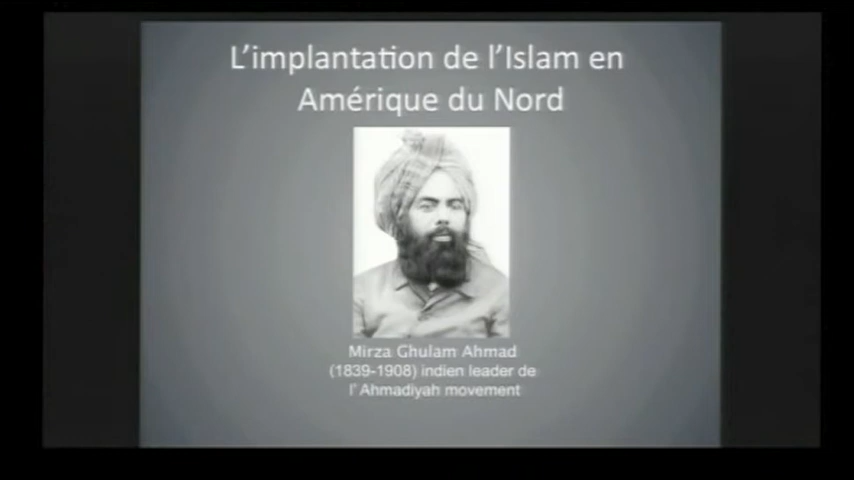 L'implantation de l'Islam en
Amérique du Nord
Mirza Ghulam Ahmad
(1839-1908) indien leader de
l' Ahmadiyah movement